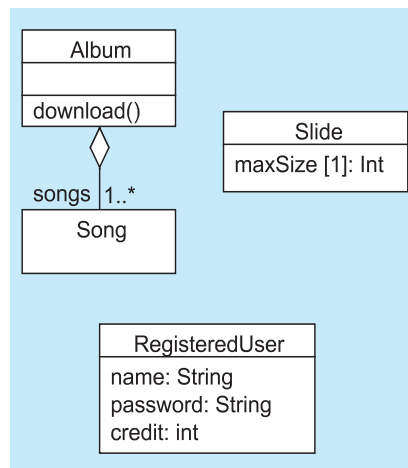 Album
download()
songs 1..*
Song
Slide
maxSize [1]: Int
RegisteredUser
name: String
password: String
credit: int